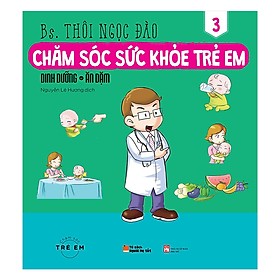 3
Bs. THÔI NGỌC ĐÀO
CHĂM SÓC SỨC KHỎE TRẺ EM
DINH DƯỠNG - ĂN DẶM
Nguyễn Lệ Hương dịch
TRẺ EM